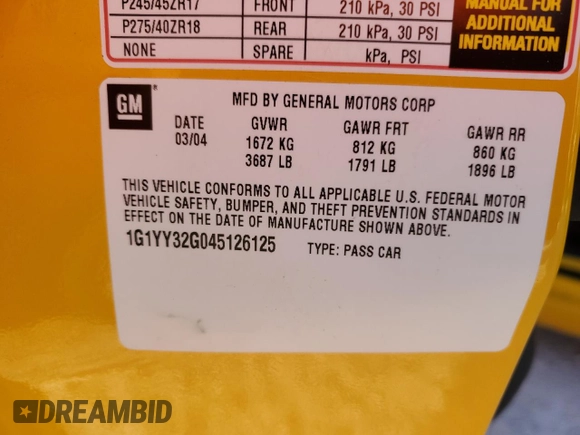 P245/45ZR17 FRONT 210 kPa, 30 PSI
P275/40ZR18 REAR 210 kPa, 30 PSI
NONE SPARE kPa, PSI
MANUAL FOR
ADDITIONAL
INFORMATION
GM ®
MFD BY GENERAL MOTORS CORP
DATE GVWR GAWR FRT GAWR RR
03/04 1672 KG 812 KG 860 KG
3687 LB 1791 LB 1896 LB
THIS VEHICLE CONFORMS TO ALL APPLICABLE U.S. FEDERAL MOTOR
VEHICLE SAFETY, BUMPER, AND THEFT PREVENTION STANDARDS IN
EFFECT ON THE DATE OF MANUFACTURE SHOWN ABOVE.
1G1YY32G045126125 TYPE: PASS CAR
DREAMBID